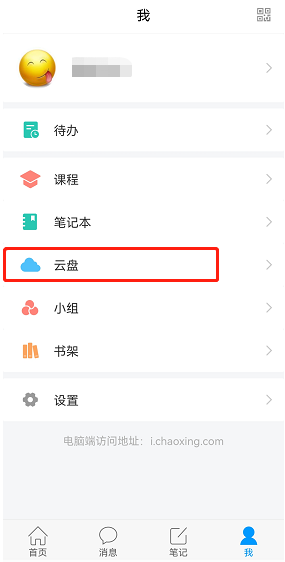 我
待办
课程
笔记本
云盘
小组
书架
设置
电脑端访问地址：i.chaoxing.com
首页 消息 笔记 我